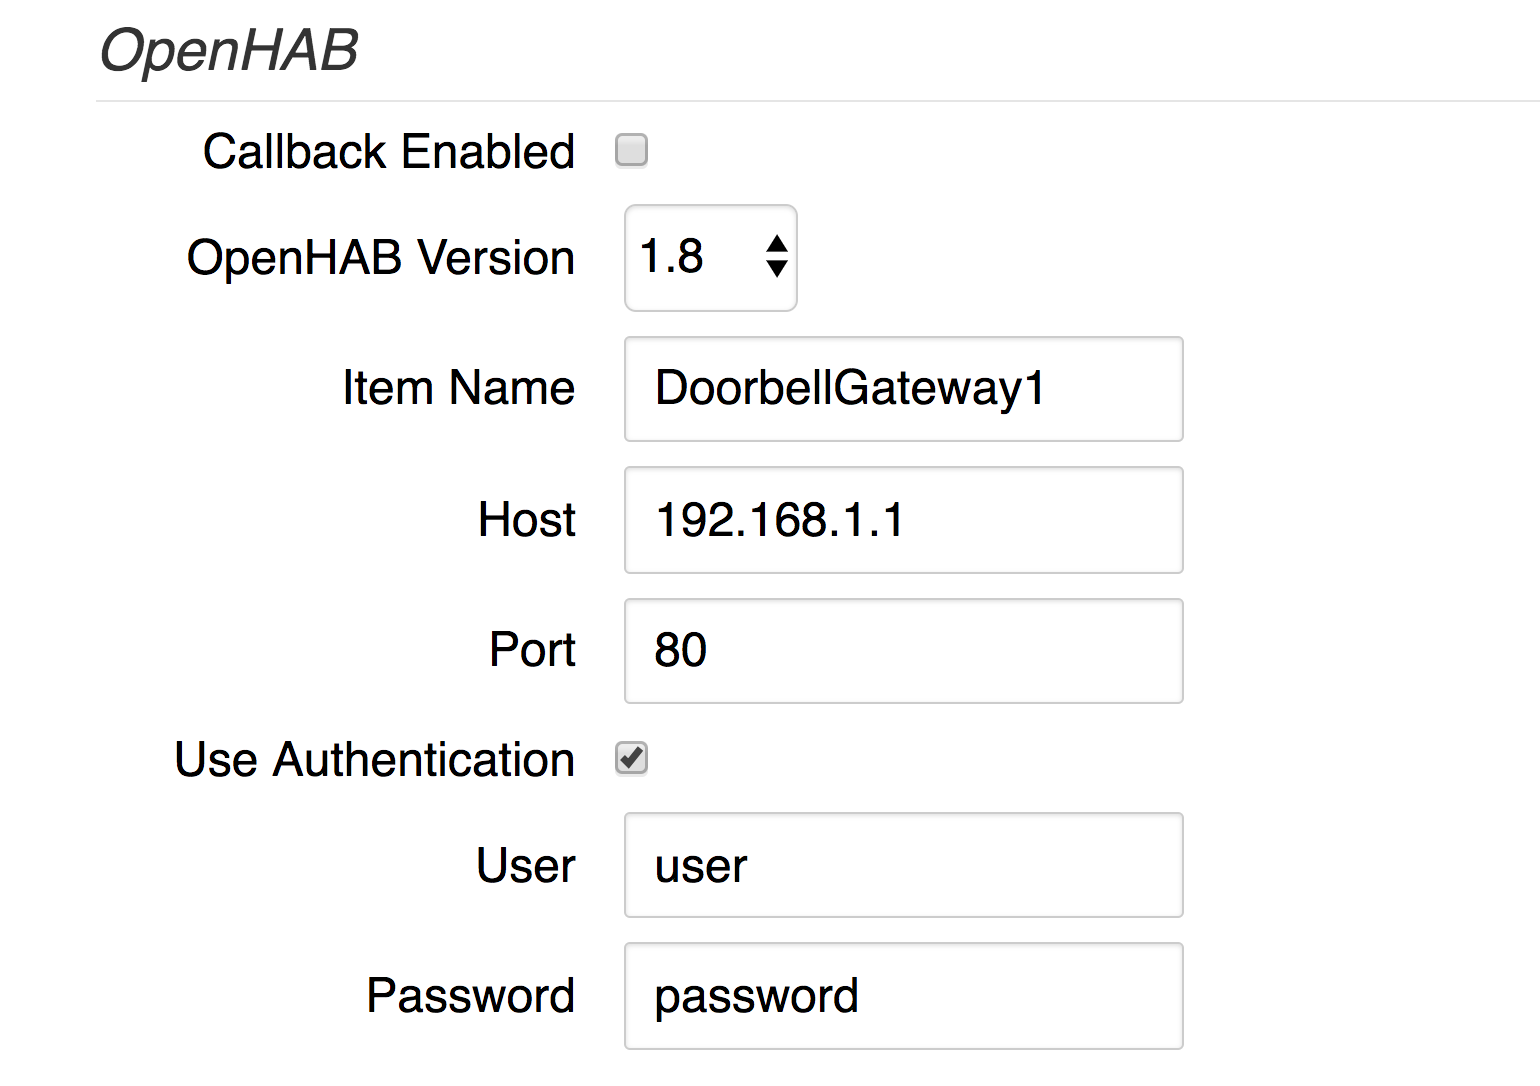 OpenHAB
Callback Enabled
OpenHAB Version 1.8
Item Name DoorbellGateway1
Host 192.168.1.1
Port 80
Use Authentication
User user
Password password